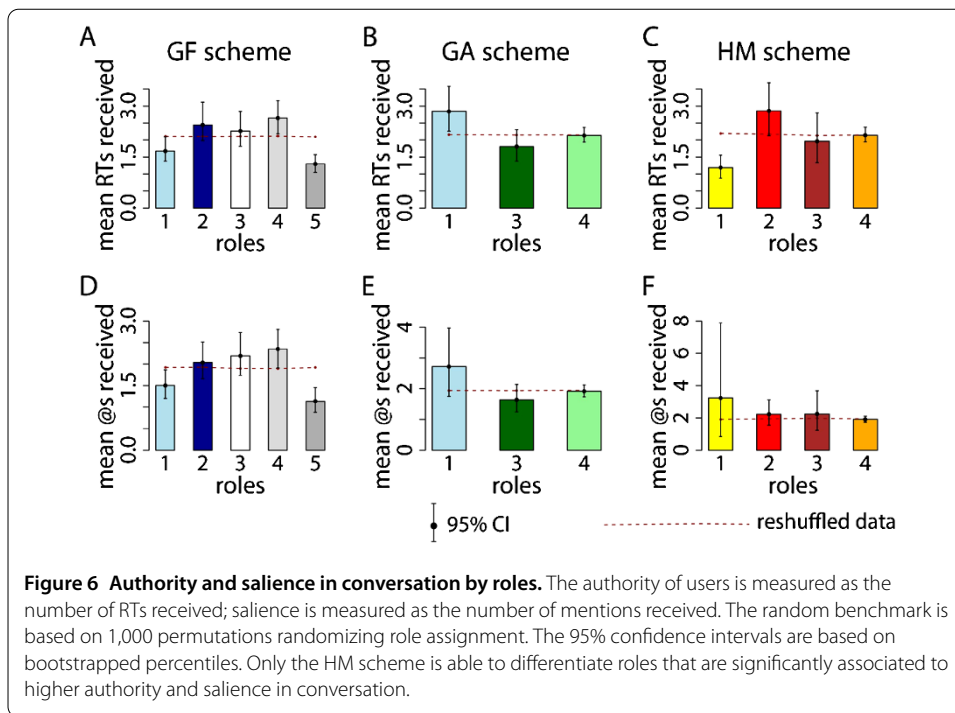 A
GF scheme
mean RTs received
0.0 1.5 3.0
1 2 3 4 5
roles
B
GA scheme
mean RTs received
0.0 1.5 3.0
1 3 4
roles
C
HM scheme
mean RTs received
0.0 1.5 3.0
1 2 3 4
roles
D
mean @s received
0.0 1.5 3.0
1 2 3 4 5
roles
E
mean @s received
0 2 4
1 3 4
roles
F
mean @s received
0 2 4 6 8
1 2 3 4
roles
95% CI
reshuffled data
Figure 6 Authority and salience in conversation by roles. The authority of users is measured as the
number of RTs received; salience is measured as the number of mentions received. The random benchmark is
based on 1,000 permutations randomizing role assignment. The 95% confidence intervals are based on
bootstrapped percentiles. Only the HM scheme is able to differentiate roles that are significantly associated to
higher authority and salience in conversation.